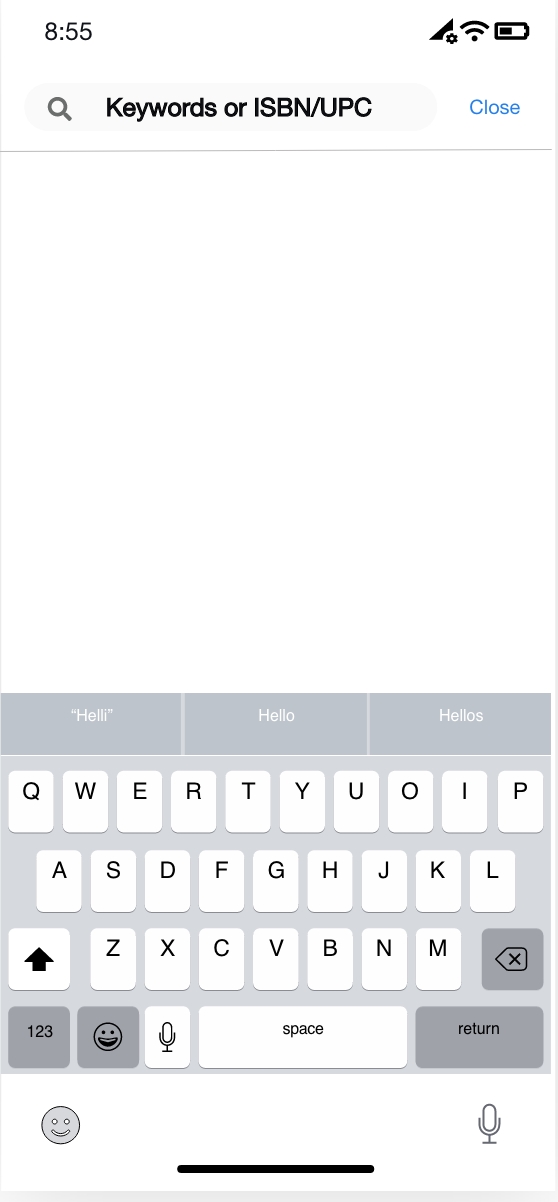 8:55
Keywords or ISBN/UPC Close
“Helli” Hello Hellos
Q W E R T Y U O I P
A S D F G H J K L
Z X C V B N M
123 space return